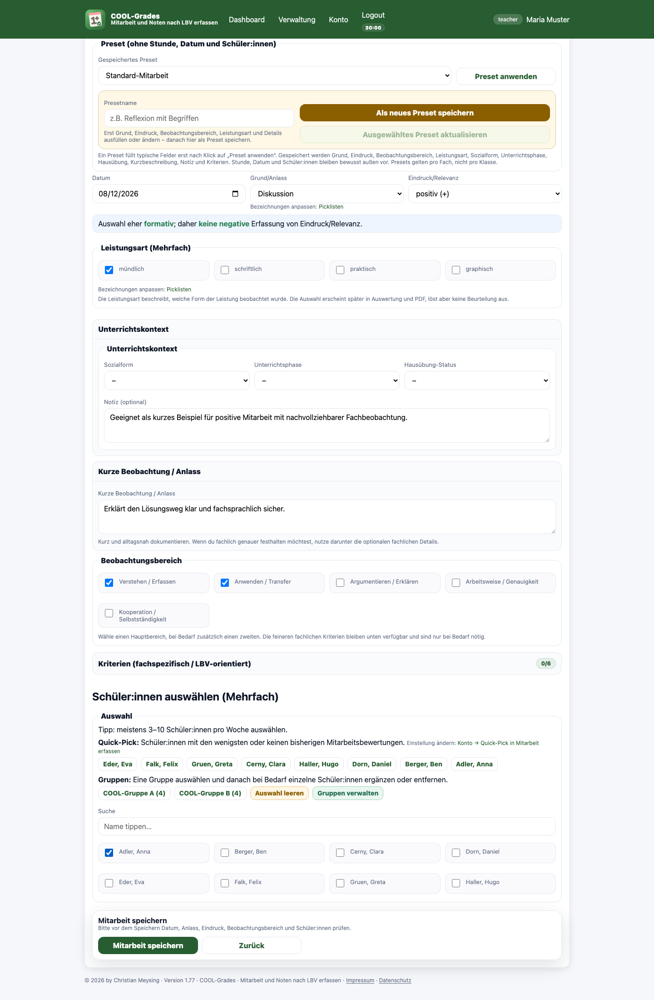 COOL-Grades
Mitarbeit und Noten nach LBV erfassen
Dashboard
Verwaltung
Konto
Logout
30:00
teacher
Maria Muster
Preset (ohne Stunde, Datum und Schüler:innen)
Gespeichertes Preset
Standard-Mitarbeit
Preset anwenden
Presetname
z.B. Reflexion mit Begriffen
Erst Grund, Eindruck, Beobachtungsbereich, Leistungsart und Details
ausfüllen oder ändern – danach hier als Preset speichern.
Als neues Preset speichern
Ausgewähltes Preset aktualisieren
Ein Preset füllt typische Felder erst nach Klick auf „Preset anwenden“. Gespeichert werden Grund, Eindruck, Beobachtungsbereich, Leistungsart, Sozialform, Unterrichtsphase,
Hausübung, Kurzbeschreibung, Notiz und Kriterien. Stunde, Datum und Schüler:innen bleiben bewusst außen vor. Presets gelten pro Fach, nicht pro Klasse.
Datum
08/12/2026
Grund/Anlass
Diskussion
Bezeichnungen anpassen: Picklisten
Eindruck/Relevanz
positiv (+)
Auswahl eher formativ; daher keine negative Erfassung von Eindruck/Relevanz.
Leistungsart (Mehrfach)
mündlich
schriftlich
praktisch
graphisch
Bezeichnungen anpassen: Picklisten
Die Leistungsart beschreibt, welche Form der Leistung beobachtet wurde. Die Auswahl erscheint später in Auswertung und PDF, löst aber keine Beurteilung aus.
Unterrichtskontext
Unterrichtskontext
Sozialform
–
Unterrichtsphase
–
Hausübung-Status
–
Notiz (optional)
Geeignet als kurzes Beispiel für positive Mitarbeit mit nachvollziehbarer Fachbeobachtung.
Kurze Beobachtung / Anlass
Kurze Beobachtung / Anlass
Erklärt den Lösungsweg klar und fachsprachlich sicher.
Kurz und alltagsnah dokumentieren. Wenn du fachlich genauer festhalten möchtest, nutze darunter die optionalen fachlichen Details.
Beobachtungsbereich
Verstehen / Erfassen
Anwenden / Transfer
Argumentieren / Erklären
Arbeitsweise / Genauigkeit
Kooperation /
Selbstständigkeit
Wähle einen Hauptbereich, bei Bedarf zusätzlich einen zweiten. Die feineren fachlichen Kriterien bleiben unten verfügbar und sind nur bei Bedarf nötig.
Kriterien (fachspezifisch / LBV-orientiert)
0/6
Schüler:innen auswählen (Mehrfach)
Auswahl
Tipp: meistens 3–10 Schüler:innen pro Woche auswählen.
Quick-Pick: Schüler:innen mit den wenigsten oder keinen bisherigen Mitarbeitsbewertungen. Einstellung ändern: Konto → Quick-Pick in Mitarbeit
erfassen
Eder, Eva
Falk, Felix
Gruen, Greta
Cerny, Clara
Haller, Hugo
Dorn, Daniel
Berger, Ben
Adler, Anna
Gruppen: Eine Gruppe auswählen und danach bei Bedarf einzelne Schüler:innen ergänzen oder entfernen.
COOL-Gruppe A (4)
COOL-Gruppe B (4)
Auswahl leeren
Gruppen verwalten
Suche
Name tippen...
Adler, Anna
Berger, Ben
Cerny, Clara
Dorn, Daniel
Eder, Eva
Falk, Felix
Gruen, Greta
Haller, Hugo
Mitarbeit speichern
Bitte vor dem Speichern Datum, Anlass, Eindruck, Beobachtungsbereich und Schüler:innen prüfen.
Mitarbeit speichern
Zurück
© 2026 by Christian Meysing · Version 1.77 · COOL-Grades · Mitarbeit und Noten nach LBV erfassen · Impressum · Datenschutz